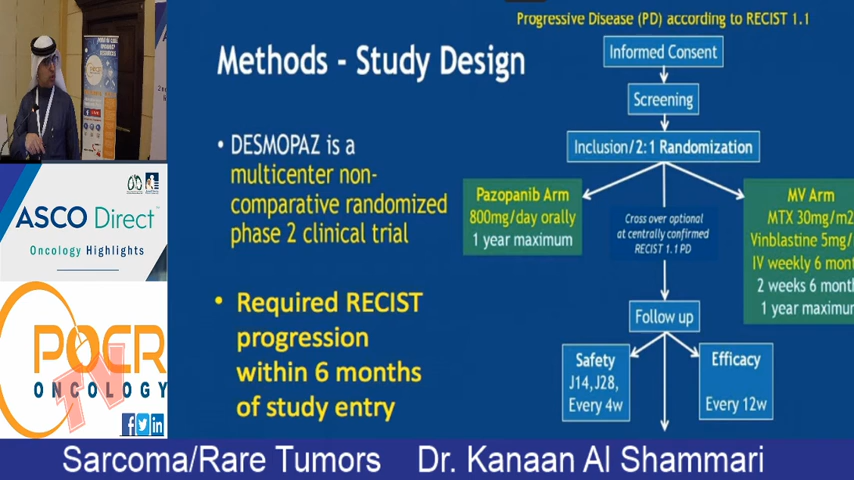 Progressive Disease (PD) according to RECIST 1.1
Methods - Study Design
Informed Consent
Screening
Inclusion/2:1 Randomization
• DESMOPAZ is a
multicenter non-
comparative randomized
phase 2 clinical trial
• Required RECIST
progression
within 6 months
of study entry
Pazopanib Arm
800mg/day orally
1 year maximum
Cross over optional
at centrally confirmed
RECIST 1.1 PD
MV Arm
MTX 30mg/m2
Vinblastine 5mg/
IV weekly 6 mont
2 weeks 6 month
1 year maximum
Follow up
Safety
J14,J28,
Every 4w
Efficacy
Every 12w
ASCO Direct™
Oncology Highlights
POCR
ONCOLOGY
TV
Sarcoma/Rare Tumors Dr. Kanaan Al Shammari